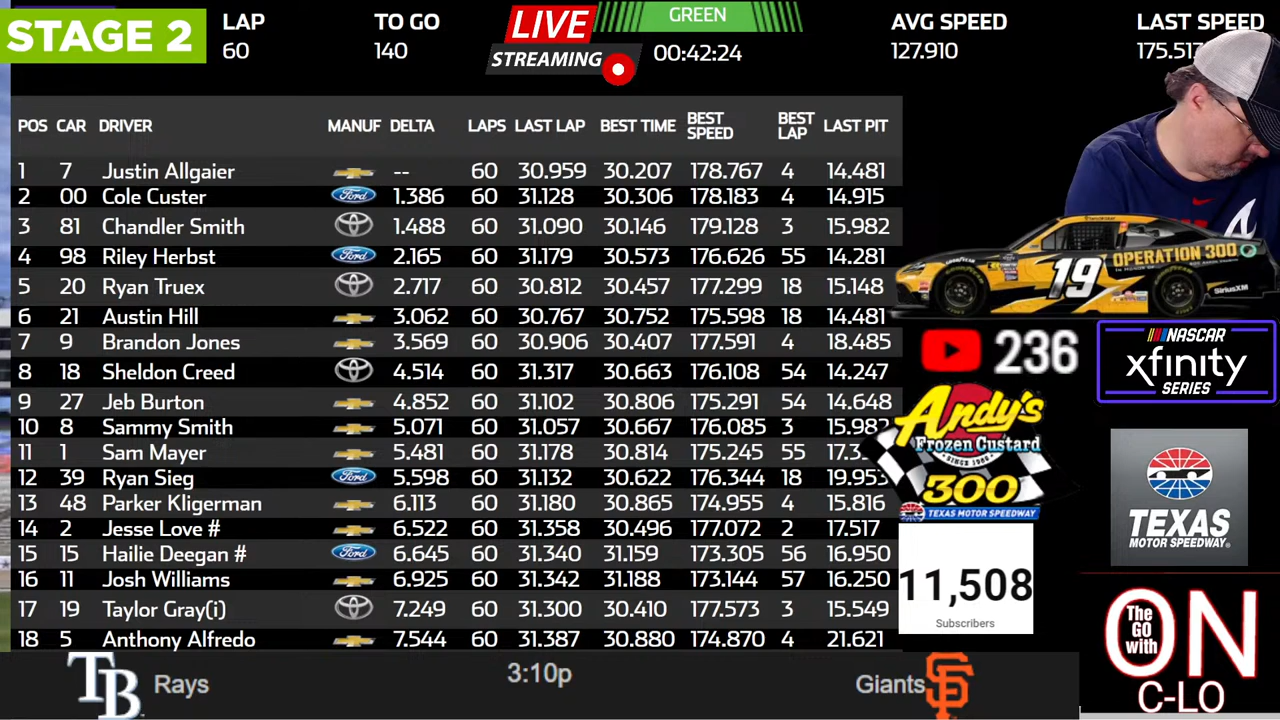 STAGE 2
LAP
60
TO GO
140
LIVE
STREAMING
GREEN
00:42:24
AVG SPEED
127.910
LAST SPEED
175.513
POS CAR DRIVER MANUF DELTA LAPS LAST LAP BEST TIME BEST SPEED BEST LAP LAST PIT
1 7 Justin Allgaier -- 60 30.959 30.207 178.767 4 14.481
2 00 Cole Custer Ford 1.386 60 31.128 30.306 178.183 4 14.915
3 81 Chandler Smith 1.488 60 31.090 30.146 179.128 3 15.982
4 98 Riley Herbst Ford 2.165 60 31.179 30.573 176.626 55 14.281
5 20 Ryan Truex 2.717 60 30.812 30.457 177.299 18 15.148
6 21 Austin Hill 3.062 60 30.767 30.752 175.598 18 14.481
7 9 Brandon Jones 3.569 60 30.906 30.407 177.591 4 18.485
8 18 Sheldon Creed 4.514 60 31.317 30.663 176.108 54 14.247
9 27 Jeb Burton 4.852 60 31.102 30.806 175.291 54 14.648
10 8 Sammy Smith 5.071 60 31.057 30.667 176.085 3 15.982
11 1 Sam Mayer 5.481 60 31.178 30.814 175.245 55
12 39 Ryan Sieg Ford 5.598 60 31.132 30.622 176.344 18 19.953
13 48 Parker Kligerman 6.113 60 31.180 30.865 174.955 4 15.816
14 2 Jesse Love # 6.522 60 31.358 30.496 177.072 2 17.517
15 15 Hailie Deegan # Ford 6.645 60 31.340 31.159 173.305 56 16.950
16 11 Josh Williams 6.925 60 31.342 31.188 173.144 57 16.250
17 19 Taylor Gray(i) 7.249 60 31.300 30.410 177.573 3 15.549
18 5 Anthony Alfredo 7.544 60 31.387 30.880 174.870 4 21.621
OPERATION 300
19
SiriusXM
236
NASCAR
xfinity
SERIES
Andy's
Frozen Custard
SINCE 1986
300
TEXAS MOTOR SPEEDWAY
TEXAS
MOTOR SPEEDWAY
11,508
Subscribers
The GO with
ON
C-LO
TB Rays
3:10p
Giants SF